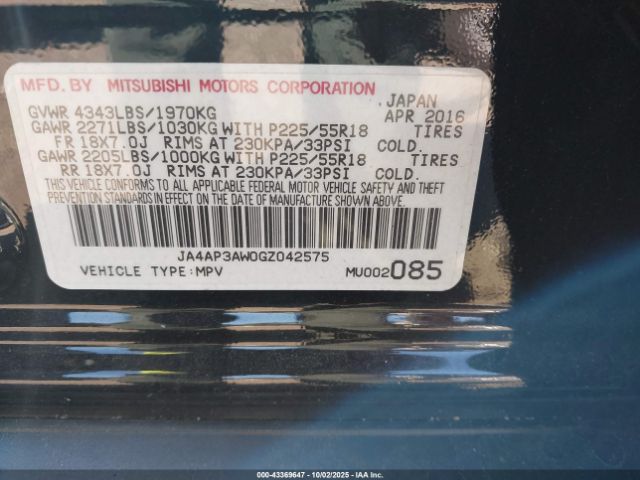 MFD. BY MITSUBISHI MOTORS CORPORATION
JAPAN
GVWR 4343LBS/1970KG APR 2016
GAWR 2271LBS/1030KG WITH P225/55R18 TIRES
FR 18X7.0J RIMS AT 230KPA/33PSI COLD.
GAWR 2205LBS/1000KG WITH P225/55R18 TIRES
RR 18X7.0J RIMS AT 230KPA/33PSI COLD.
THIS VEHICLE CONFORMS TO ALL APPLICABLE FEDERAL MOTOR VEHICLE SAFETY AND THEFT
PREVENTION STANDARDS IN EFFECT ON THE DATE OF MANUFACTURE SHOWN ABOVE.
JA4AP3AW0GZ042575
VEHICLE TYPE:MPV MU002085
000-43369647 - 10/02/2025 - IAAI.COM